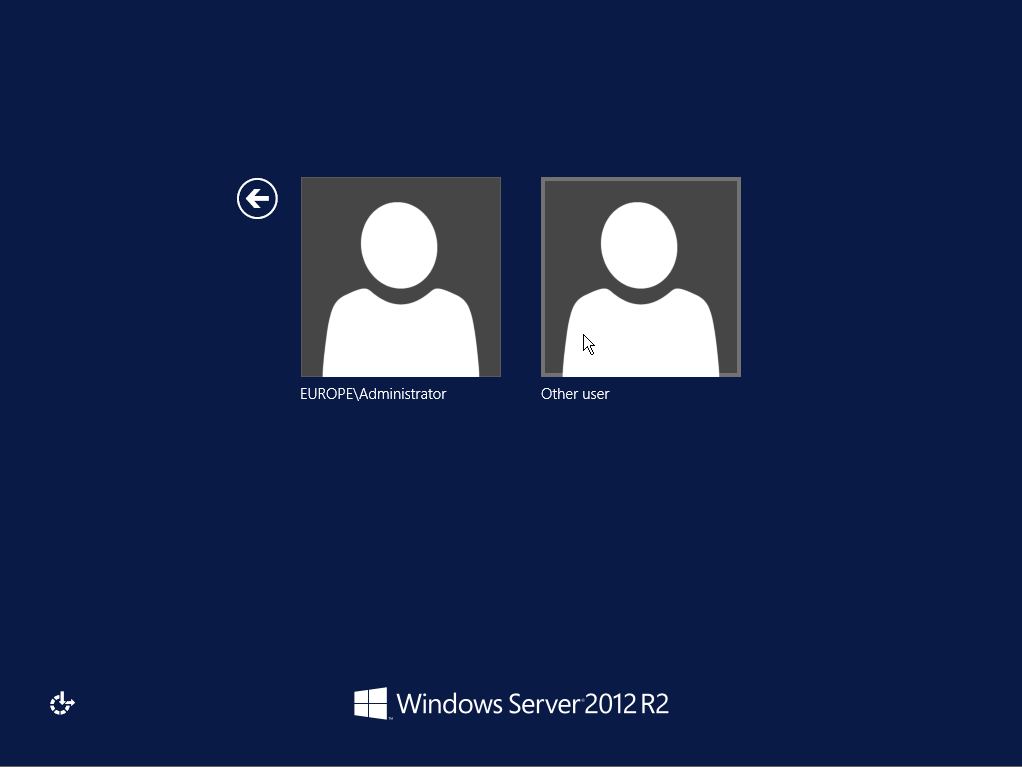 EUROPE\Administrator
Other user
Windows Server 2012 R2